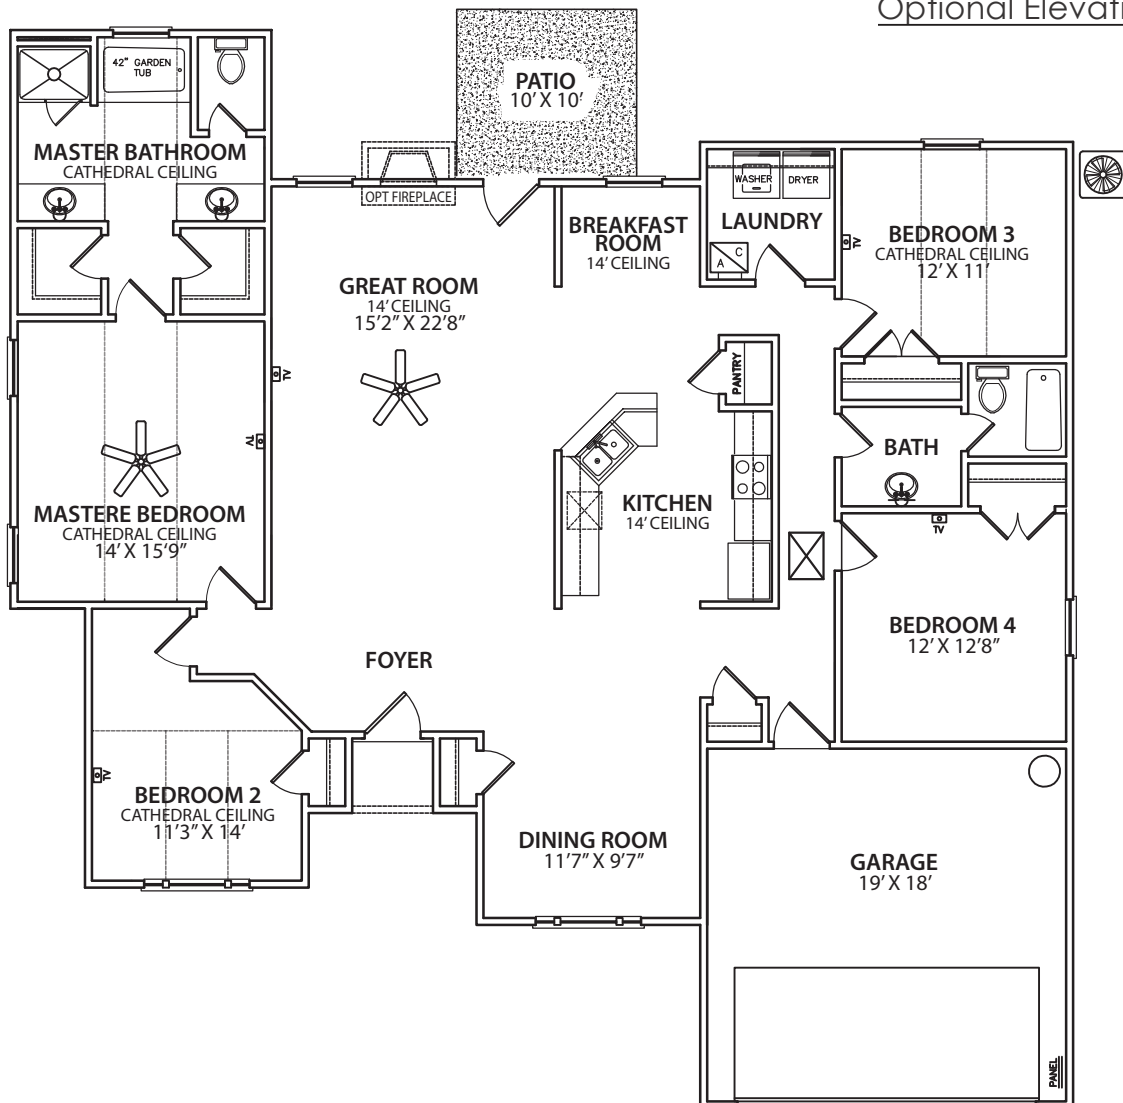 Optional Elevati
42" GARDEN
TUB
PATIO
10' X 10'
MASTER BATHROOM
CATHEDRAL CEILING
OPT FIREPLACE
WASHER
DRYER
LAUNDRY
A
C
BREAKFAST
ROOM
14' CEILING
TV
BEDROOM 3
CATHEDRAL CEILING
12' X 11'
GREAT ROOM
14' CEILING
15'2" X 22'8"
TV
PANTRY
TV
BATH
MASTERE BEDROOM
CATHEDRAL CEILING
14' X 15'9"
KITCHEN
14' CEILING
TV
BEDROOM 4
12' X 12'8"
FOYER
TV
BEDROOM 2
CATHEDRAL CEILING
11'3" X 14'
DINING ROOM
11'7" X 9'7"
GARAGE
19' X 18'
PANEL